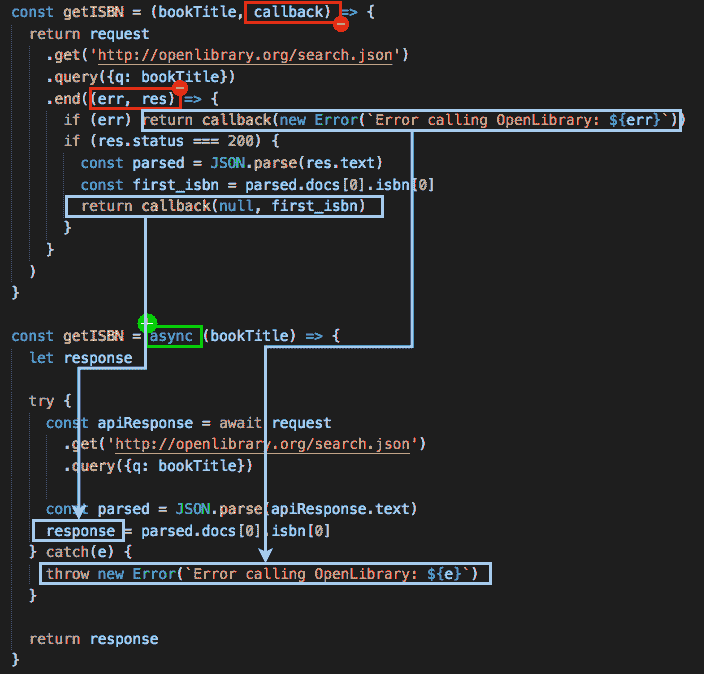 const getISBN = (bookTitle, callback) => {
return request
.get('http://openlibrary.org/search.json')
.query({q: bookTitle})
.end((err, res) => {
if (err) return callback(new Error(`Error calling OpenLibrary: ${err}`))
if (res.status === 200) {
const parsed = JSON.parse(res.text)
const first_isbn = parsed.docs[0].isbn[0]
return callback(null, first_isbn)
}
}
)
}
const getISBN = async (bookTitle) => {
let response
try {
const apiResponse = await request
.get('http://openlibrary.org/search.json')
.query({q: bookTitle})
const parsed = JSON.parse(apiResponse.text)
response = parsed.docs[0].isbn[0]
} catch(e) {
throw new Error(`Error calling OpenLibrary: ${e}`)
}
return response
}